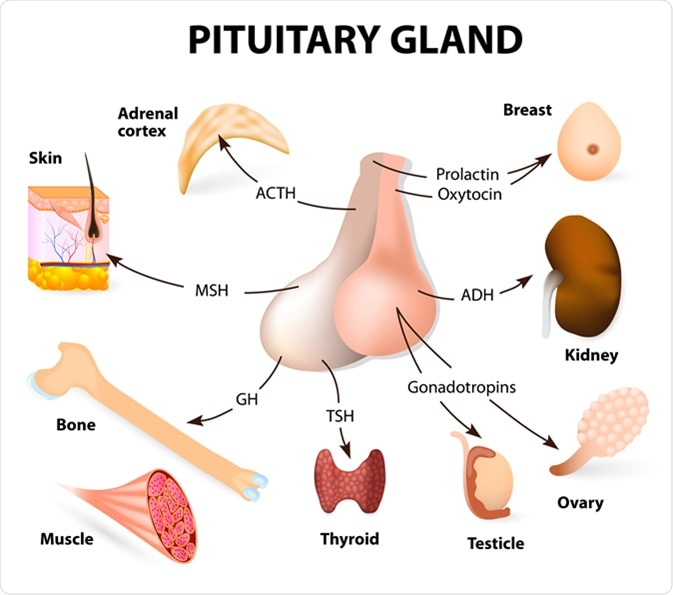 PITUITARY GLAND
Adrenal
cortex
Breast
Skin
Prolactin
Oxytocin
ACTH
MSH
ADH
Kidney
GH
Gonadotropins
TSH
Bone
Ovary
Muscle
Thyroid
Testicle